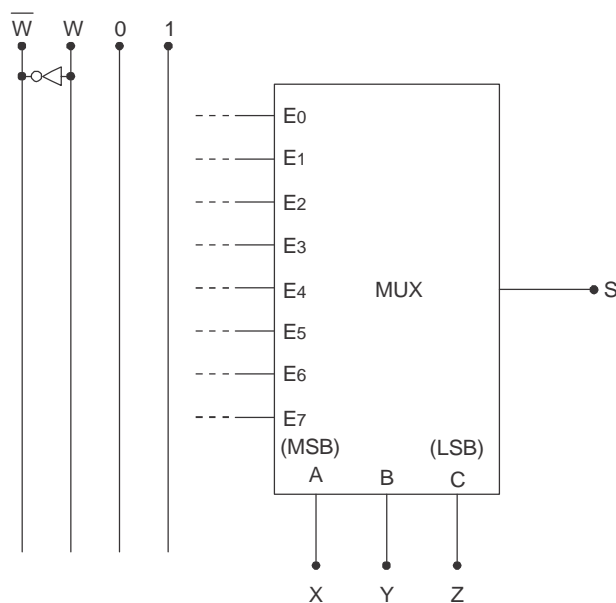 W̅ W 0 1
E0
E1
E2
E3
E4
MUX
S
E5
E6
E7
(MSB) (LSB)
A B C
X Y Z